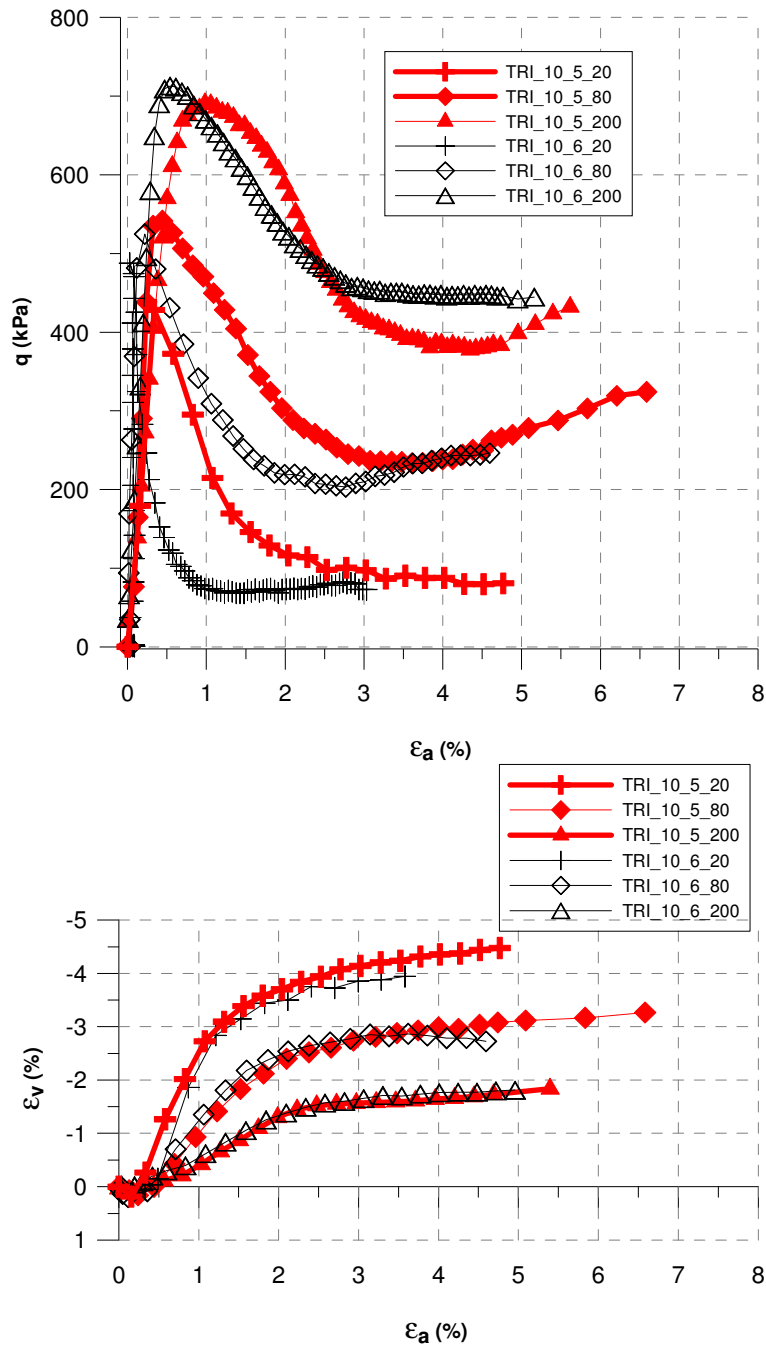 800
TRI_10_5_20
TRI_10_5_80
TRI_10_5_200
TRI_10_6_20
TRI_10_6_80
TRI_10_6_200
600
q (kPa)
400
200
0
0 1 2 3 4 5 6 7 8
εa (%)
TRI_10_5_20
TRI_10_5_80
TRI_10_5_200
TRI_10_6_20
TRI_10_6_80
TRI_10_6_200
-5
-4
-3
εv (%)
-2
-1
0
1
0 1 2 3 4 5 6 7 8
εa (%)